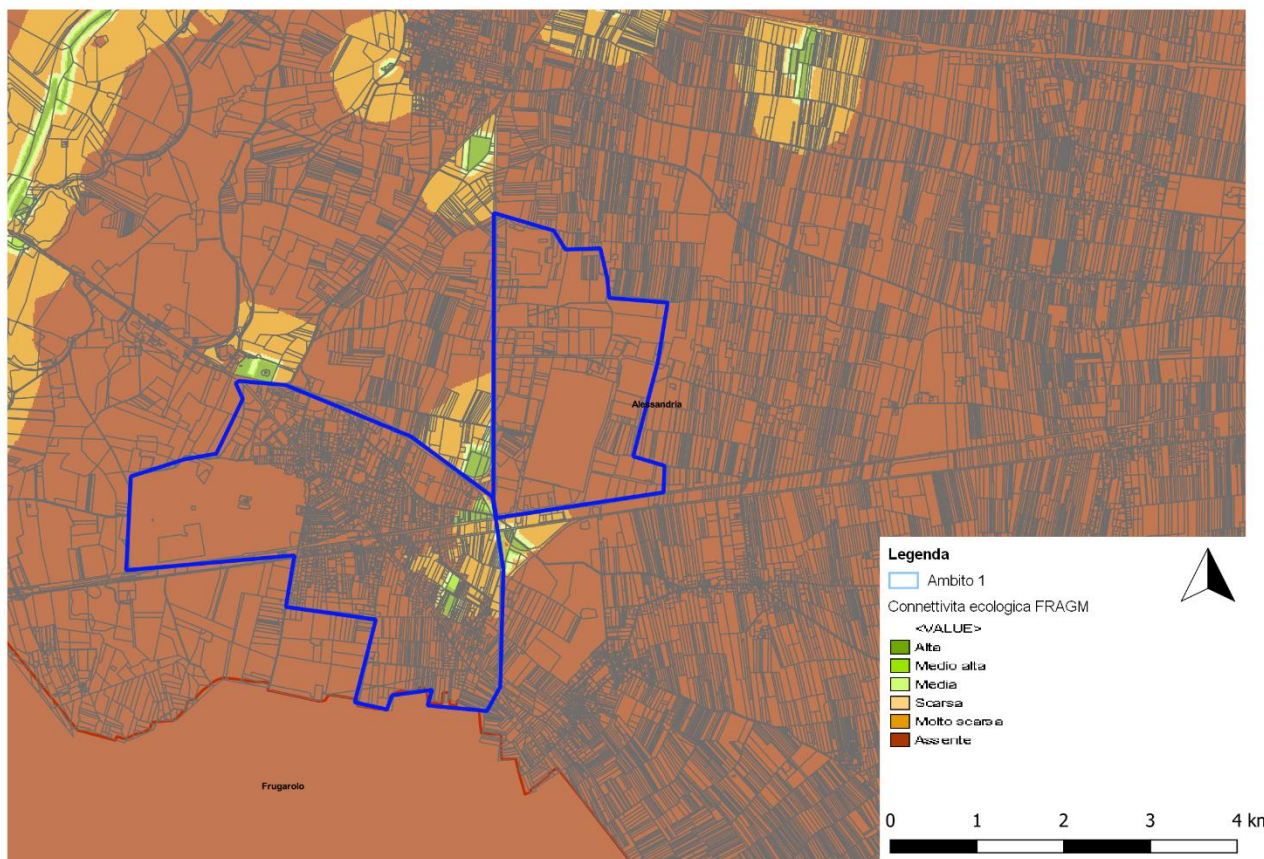 Alessandria
Frugarolo
Legenda
Ambito 1
Connettivita ecologica FRAGM
<VALUE>
Alta
Medio alta
Media
Scarsa
Molto scarsa
Assente
0 1 2 3 4 km